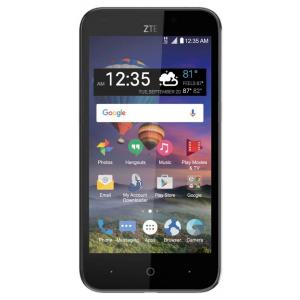 ZTE
12:35 AM
AM 12:35 81°
FEELS 87°
TUE, SEPTEMBER 20 87° 82°
Google
Photos Hangouts Music Play Movies & TV
Email My Account Downloader Play Store Google
Phone Messaging Apps Browser Camera